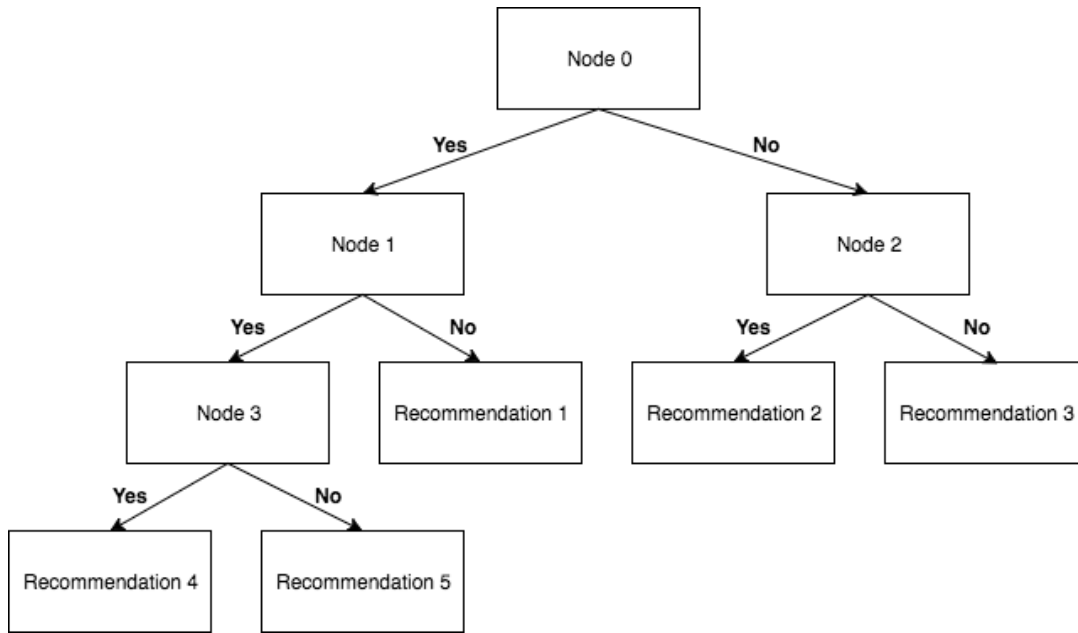 Node 0
Yes
No
Node 1
Node 2
Yes
No
Yes
No
Node 3
Recommendation 1
Recommendation 2
Recommendation 3
Yes
No
Recommendation 4
Recommendation 5